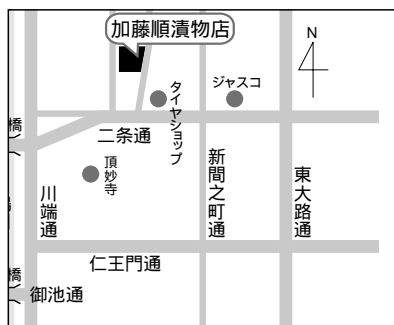 加藤順漬物店
N
ジャスコ
タイヤショップ
橋
二条通
頂妙寺
新間之町通
東大路通
川端通
仁王門通
橋
御池通